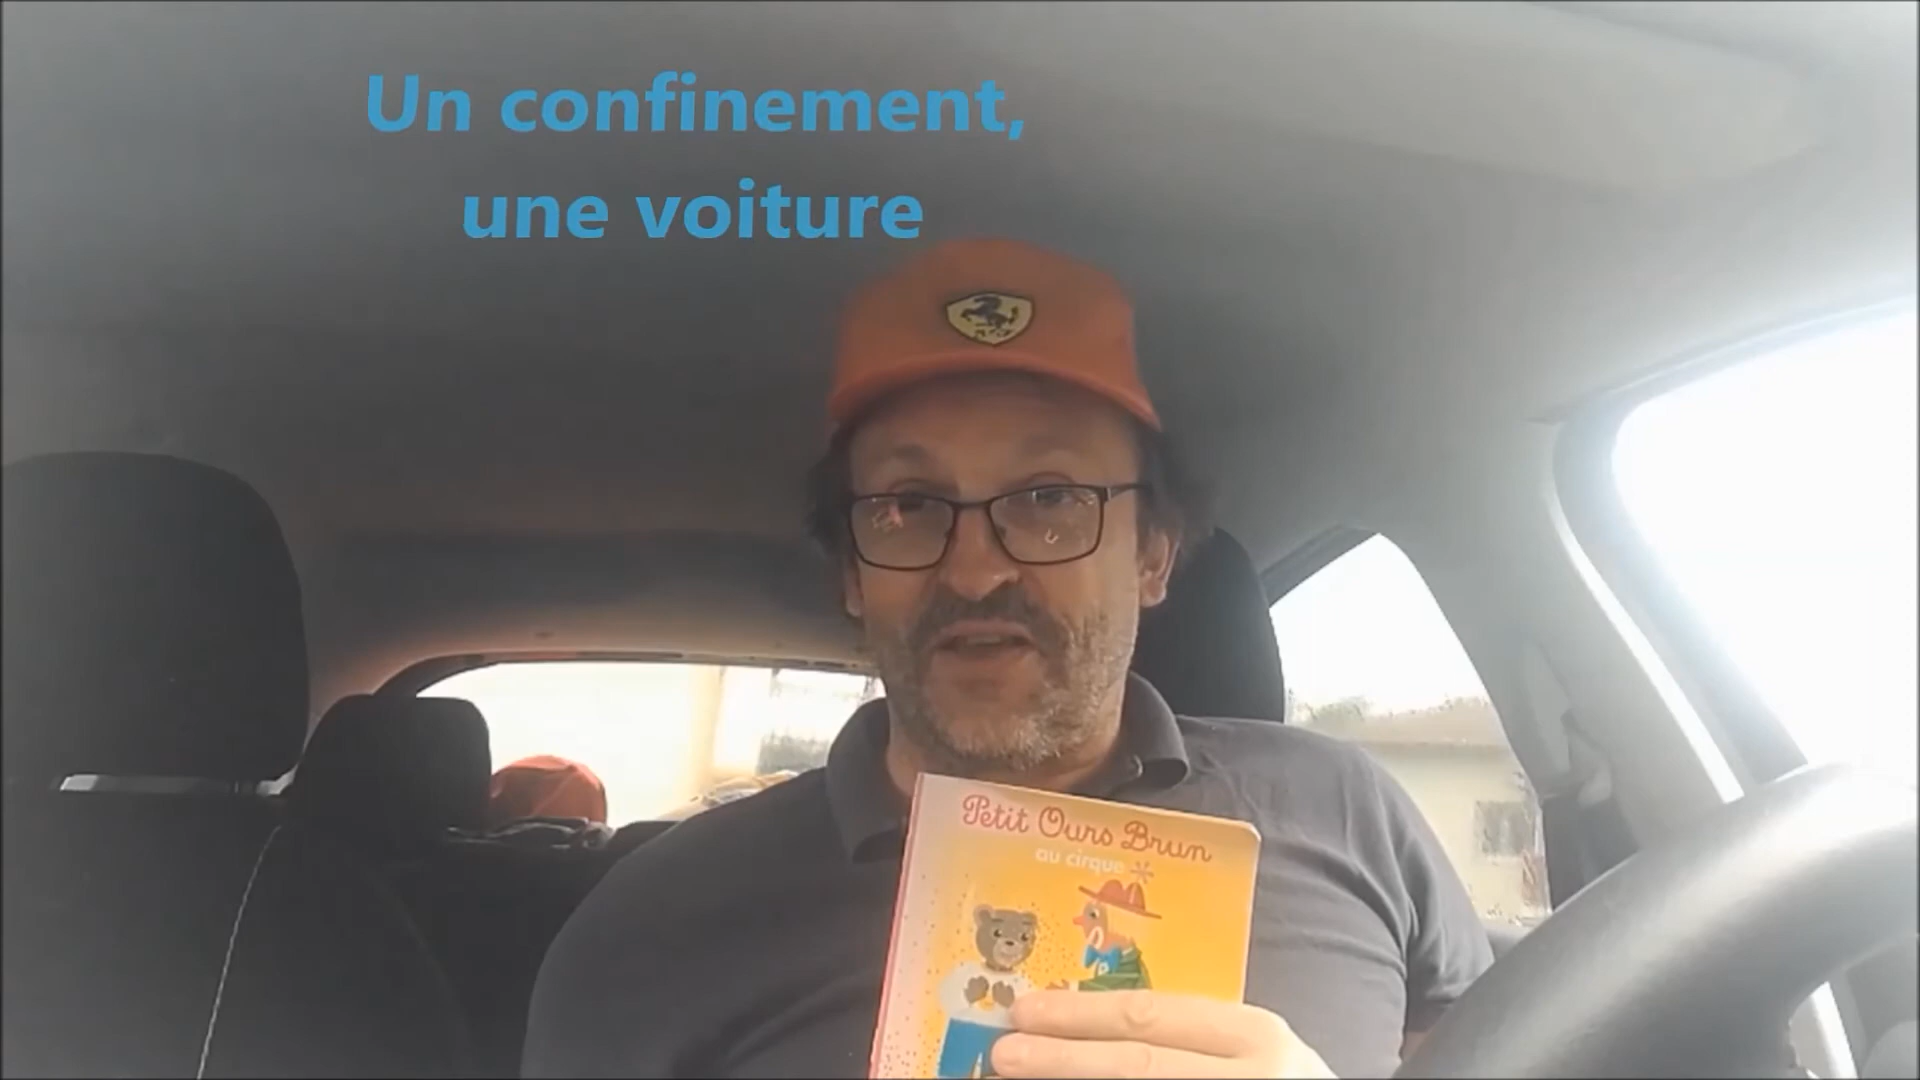 Un confinement,
une voiture
Petit Ours Brun
au cirque